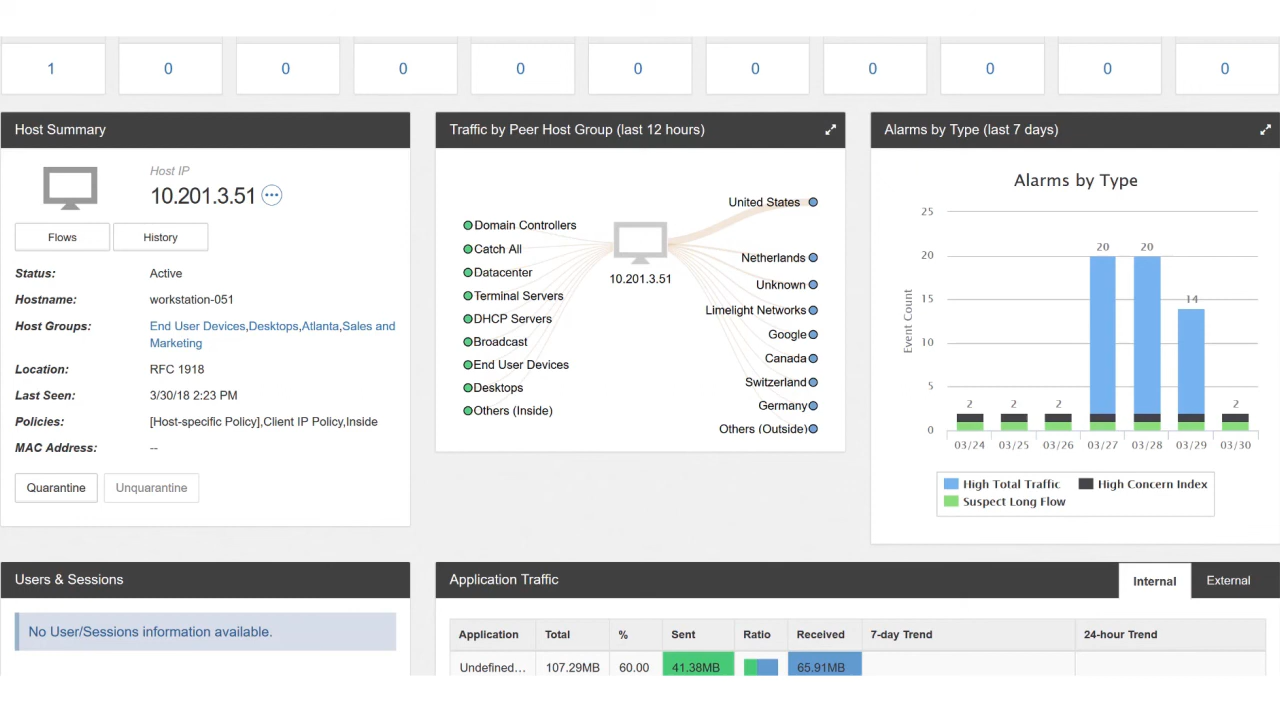 1 0 0 0 0 0 0 0 0 0 0
Host Summary
Host IP
10.201.3.51
Flows History
Status: Active
Hostname: workstation-051
Host Groups: End User Devices,Desktops,Atlanta,Sales and
Marketing
Location: RFC 1918
Last Seen: 3/30/18 2:23 PM
Policies: [Host-specific Policy],Client IP Policy,Inside
MAC Address: --
Quarantine Unquarantine
Traffic by Peer Host Group (last 12 hours)
Domain Controllers
Catch All
Datacenter
Terminal Servers
DHCP Servers
Broadcast
End User Devices
Desktops
Others (Inside)
10.201.3.51
United States
Netherlands
Unknown
Limelight Networks
Google
Canada
Switzerland
Germany
Others (Outside)
Alarms by Type (last 7 days)
Alarms by Type
Event Count
25
20
15
10
5
0
2 2 2 20 20 14 2
03/24 03/25 03/26 03/27 03/28 03/29 03/30
High Total Traffic High Concern Index
Suspect Long Flow
Users & Sessions
No User/Sessions information available.
Application Traffic Internal External
Application Total % Sent Ratio Received 7-day Trend 24-hour Trend
Undefined... 107.29MB 60.00 41.38MB 65.91MB